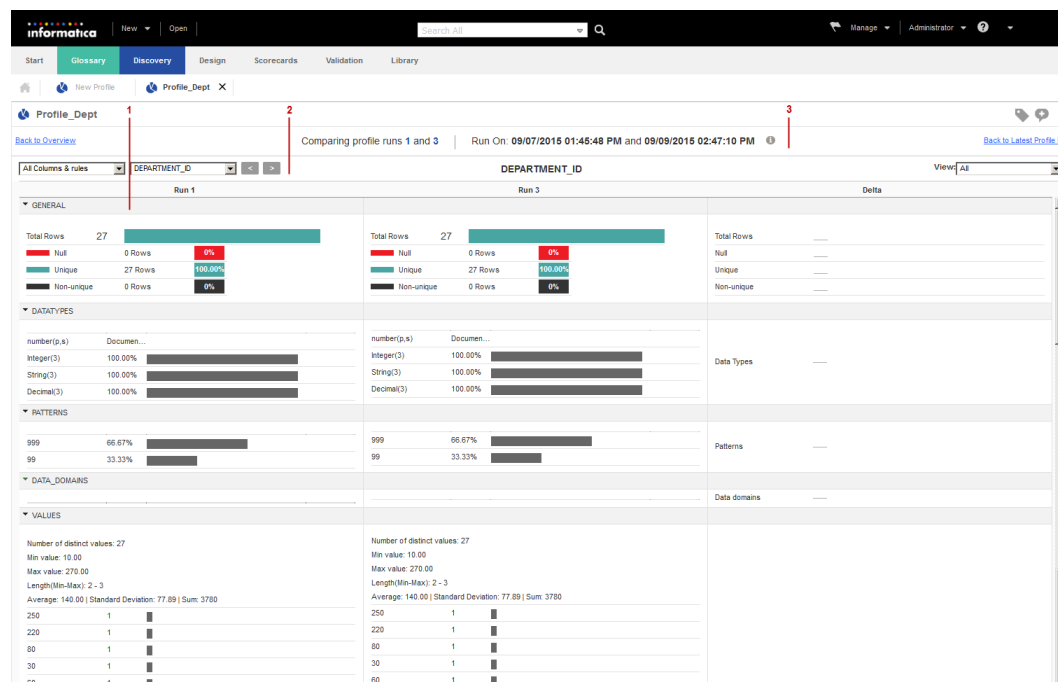 informatica New Open Search All Manage Administrator ?
Start Glossary Discovery Design Scorecards Validation Library
New Profile Profile_Dept X
Profile_Dept 1 2 3
Back to Overview Comparing profile runs 1 and 3 Run On: 09/07/2015 01:45:48 PM and 09/09/2015 02:47:10 PM Back to Latest Profile
All Columns & rules DEPARTMENT_ID < > DEPARTMENT_ID View: All
Run 1 Run 3 Delta
GENERAL
Total Rows 27 Total Rows 27 Total Rows
Null 0 Rows 0% Null 0 Rows 0% Null
Unique 27 Rows 100.00% Unique 27 Rows 100.00% Unique
Non-unique 0 Rows 0% Non-unique 0 Rows 0% Non-unique
DATATYPES
number(p,s) Documen... number(p,s) Documen...
Integer(3) 100.00% Integer(3) 100.00%
String(3) 100.00% String(3) 100.00% Data Types
Decimal(3) 100.00% Decimal(3) 100.00%
PATTERNS
999 66.67% 999 66.67%
99 33.33% 99 33.33% Patterns
DATA_DOMAINS
Data domains
VALUES
Number of distinct values: 27 Number of distinct values: 27
Min value: 10.00 Min value: 10.00
Max value: 270.00 Max value: 270.00
Length(Min-Max): 2 - 3 Length(Min-Max): 2 - 3
Average: 140.00 | Standard Deviation: 77.89 | Sum: 3780 Average: 140.00 | Standard Deviation: 77.89 | Sum: 3780
250 1 250 1
220 1 220 1
80 1 80 1
30 1 30 1
60 1 60 1